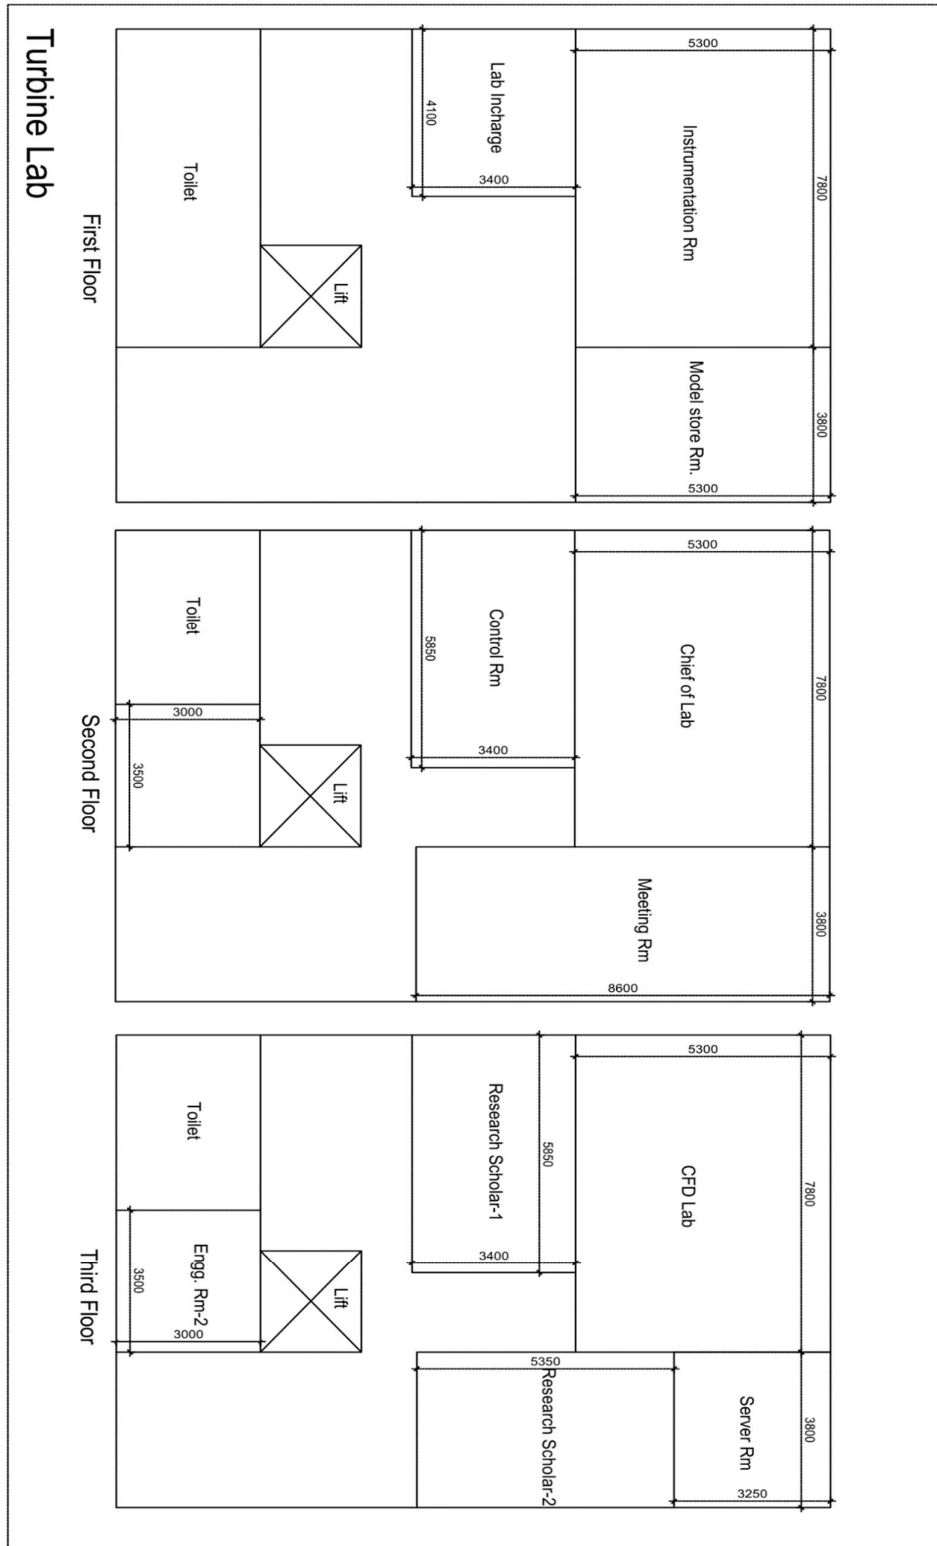 Turbine Lab
First Floor
5300
7800
Instrumentation Rm
Lab Incharge
4100
3400
Toilet
Lift
Model store Rm.
3800
5300
Second Floor
5300
7800
Chief of Lab
Control Rm
5850
3400
Toilet
3000
3500
Lift
Meeting Rm
3800
8600
Third Floor
5300
7800
CFD Lab
Research Scholar-1
5850
3400
Toilet
Engg. Rm-2
3500
3000
Lift
5350
Research Scholar-2
Server Rm
3800
3250